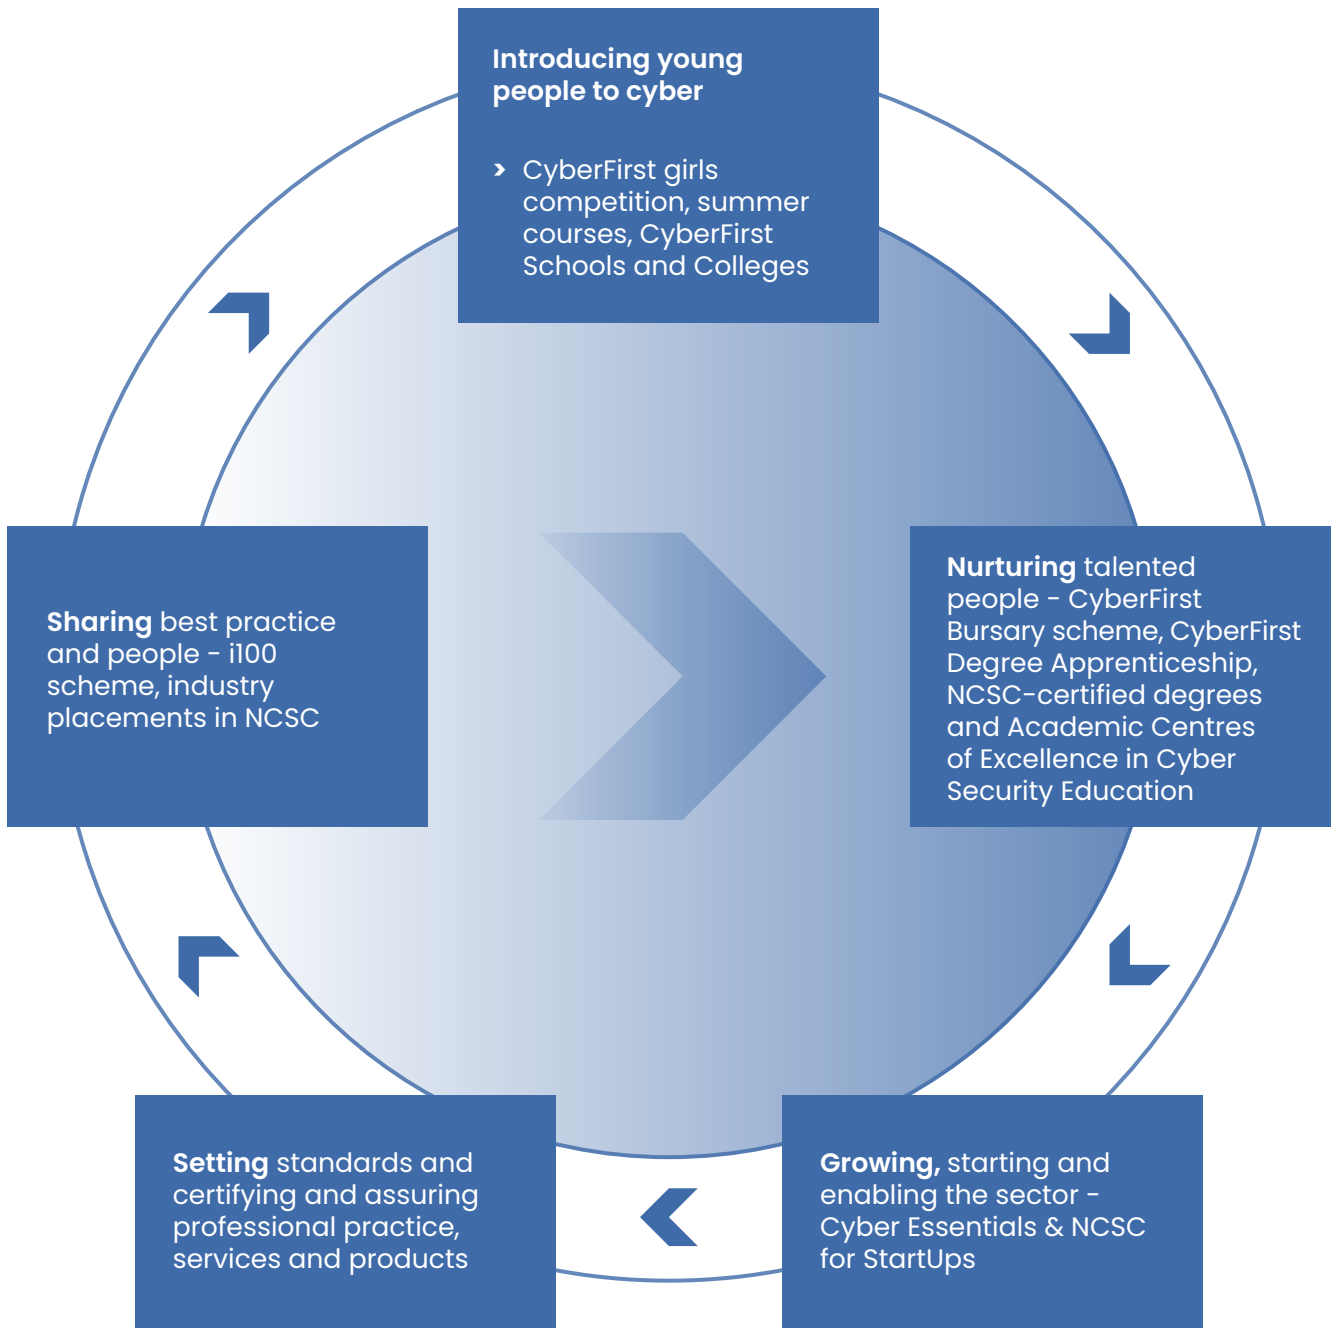 Introducing young
people to cyber
› CyberFirst girls
competition, summer
courses, CyberFirst
Schools and Colleges
Nurturing talented
people - CyberFirst
Bursary scheme, CyberFirst
Degree Apprenticeship,
NCSC-certified degrees
and Academic Centres
of Excellence in Cyber
Security Education
Growing, starting and
enabling the sector -
Cyber Essentials & NCSC
for StartUps
Setting standards and
certifying and assuring
professional practice,
services and products
Sharing best practice
and people - i100
scheme, industry
placements in NCSC